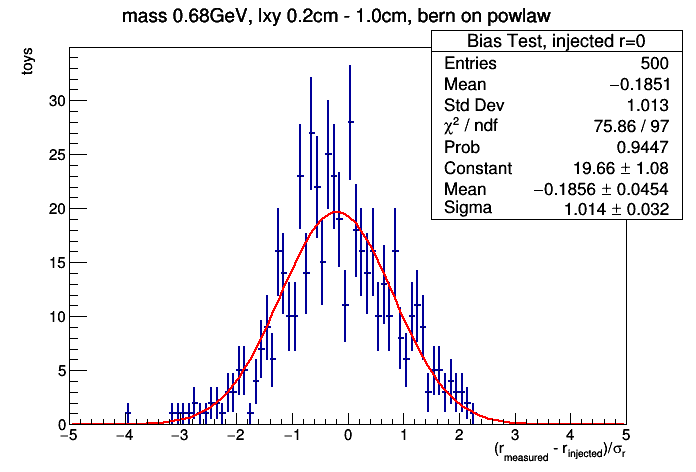 mass 0.68GeV, lxy 0.2cm - 1.0cm, bern on powlaw
Bias Test, injected r=0
Entries 500
Mean −0.1851
Std Dev 1.013
χ² / ndf 75.86 / 97
Prob 0.9447
Constant 19.66 ± 1.08
Mean −0.1856 ± 0.0454
Sigma 1.014 ± 0.032
toys
30
25
20
15
10
5
0
−5 −4 −3 −2 −1 0 1 2 3 4 5
(r_measured - r_injected)/σ_r